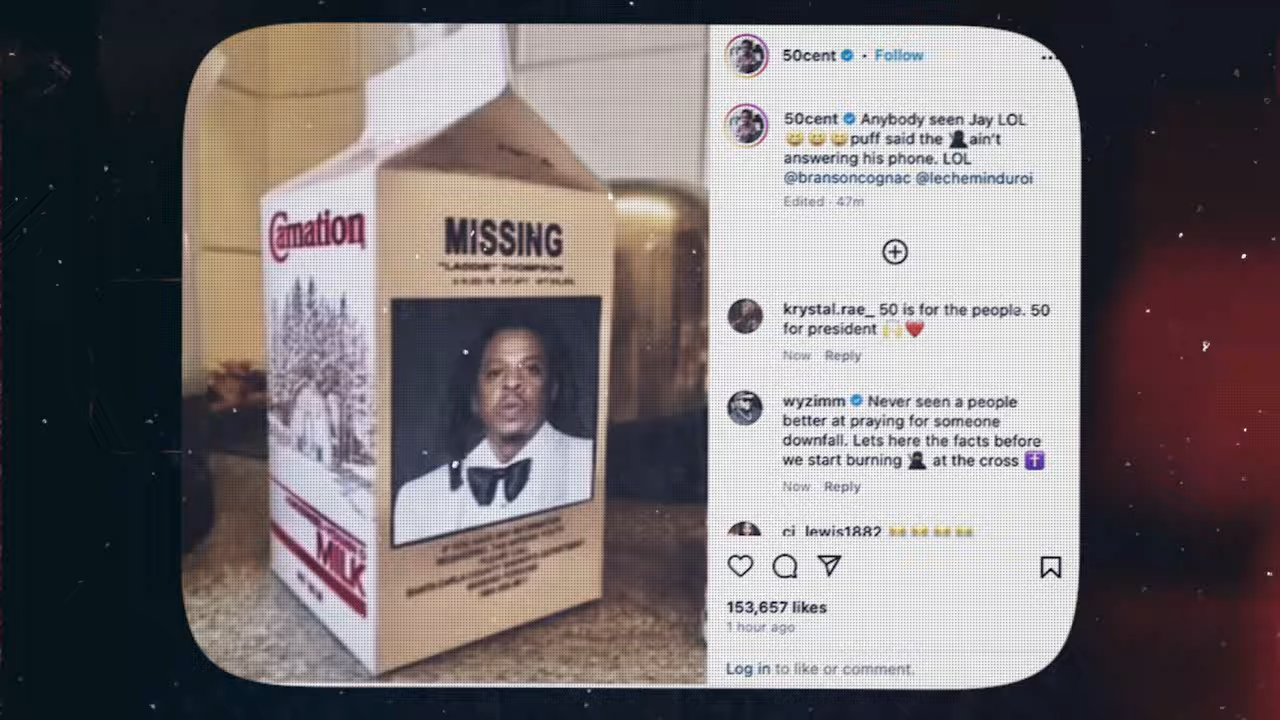 Carnation
MILK
MISSING
THOMPSON
50cent · Follow
50cent Anybody seen Jay LOL
😂😂😂puff said the 👤ain't
answering his phone. LOL
@bransoncognac @lecheminduroi
Edited · 47m
krystal.rae_ 50 is for the people. 50
for president 🙌❤️
Now Reply
wyzimm Never seen a people
better at praying for someone
downfall. Lets here the facts before
we start burning 👤 at the cross ✝️
Now Reply
cj_lewis1882
153,657 likes
1 hour ago
Log in to like or comment.